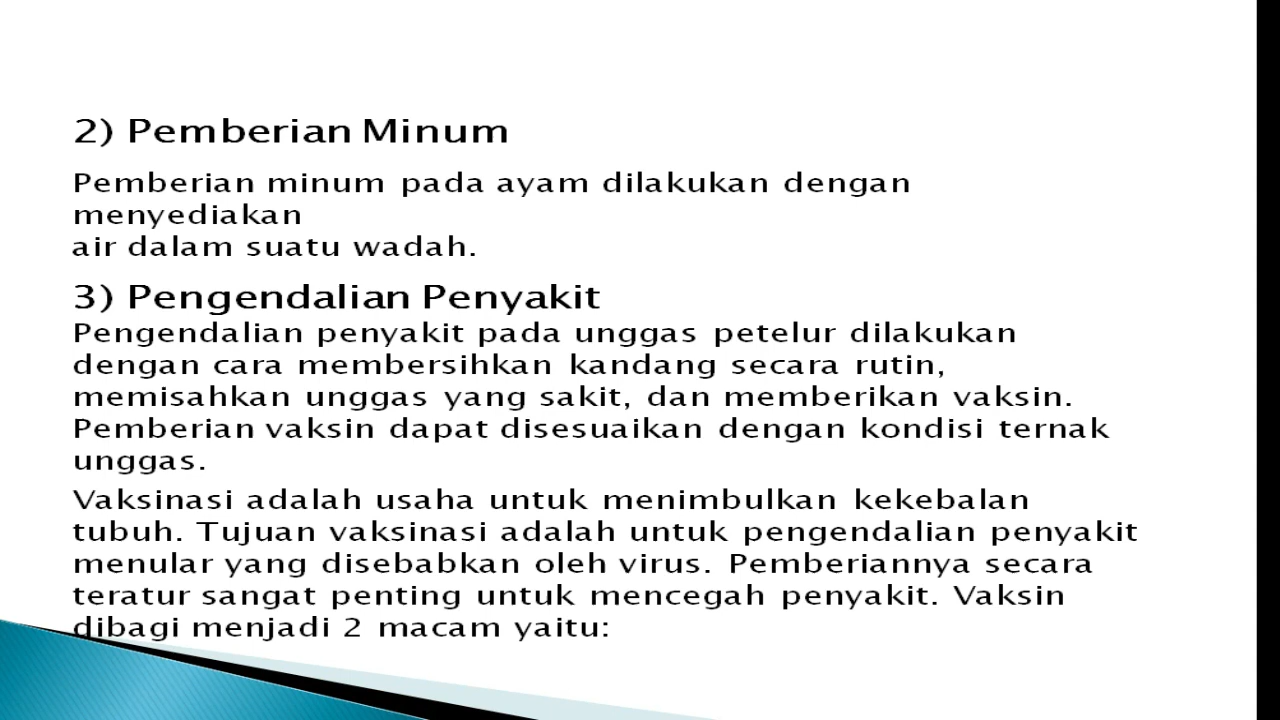 2) Pemberian Minum
Pemberian minum pada ayam dilakukan dengan
menyediakan
air dalam suatu wadah.
3) Pengendalian Penyakit
Pengendalian penyakit pada unggas petelur dilakukan
dengan cara membersihkan kandang secara rutin,
memisahkan unggas yang sakit, dan memberikan vaksin.
Pemberian vaksin dapat disesuaikan dengan kondisi ternak
unggas.
Vaksinasi adalah usaha untuk menimbulkan kekebalan
tubuh. Tujuan vaksinasi adalah untuk pengendalian penyakit
menular yang disebabkan oleh virus. Pemberiannya secara
teratur sangat penting untuk mencegah penyakit. Vaksin
dibagi menjadi 2 macam yaitu: